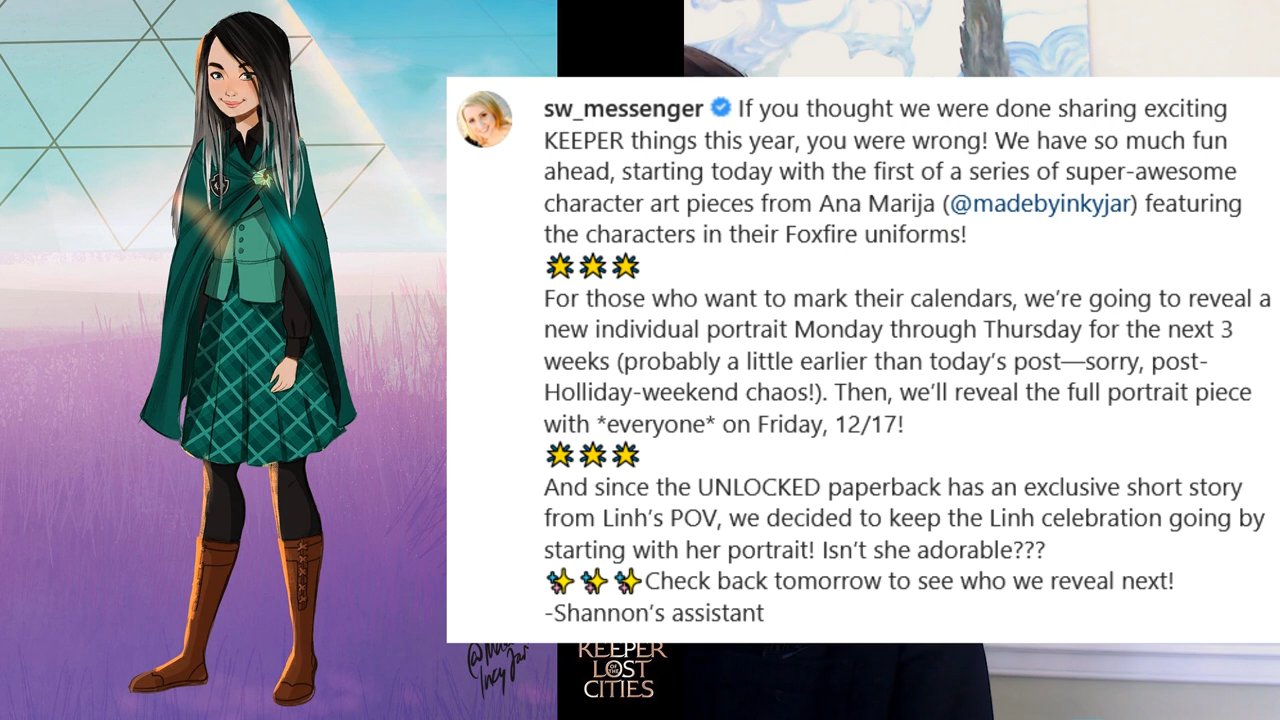 sw_messenger If you thought we were done sharing exciting
KEEPER things this year, you were wrong! We have so much fun
ahead, starting today with the first of a series of super-awesome
character art pieces from Ana Marija (@madebyinkyjar) featuring
the characters in their Foxfire uniforms!
For those who want to mark their calendars, we're going to reveal a
new individual portrait Monday through Thursday for the next 3
weeks (probably a little earlier than today's post—sorry, post-
Holliday-weekend chaos!). Then, we'll reveal the full portrait piece
with *everyone* on Friday, 12/17!
And since the UNLOCKED paperback has an exclusive short story
from Linh's POV, we decided to keep the Linh celebration going by
starting with her portrait! Isn't she adorable???
Check back tomorrow to see who we reveal next!
-Shannon's assistant
KEEPER
OF THE
LOST
CITIES